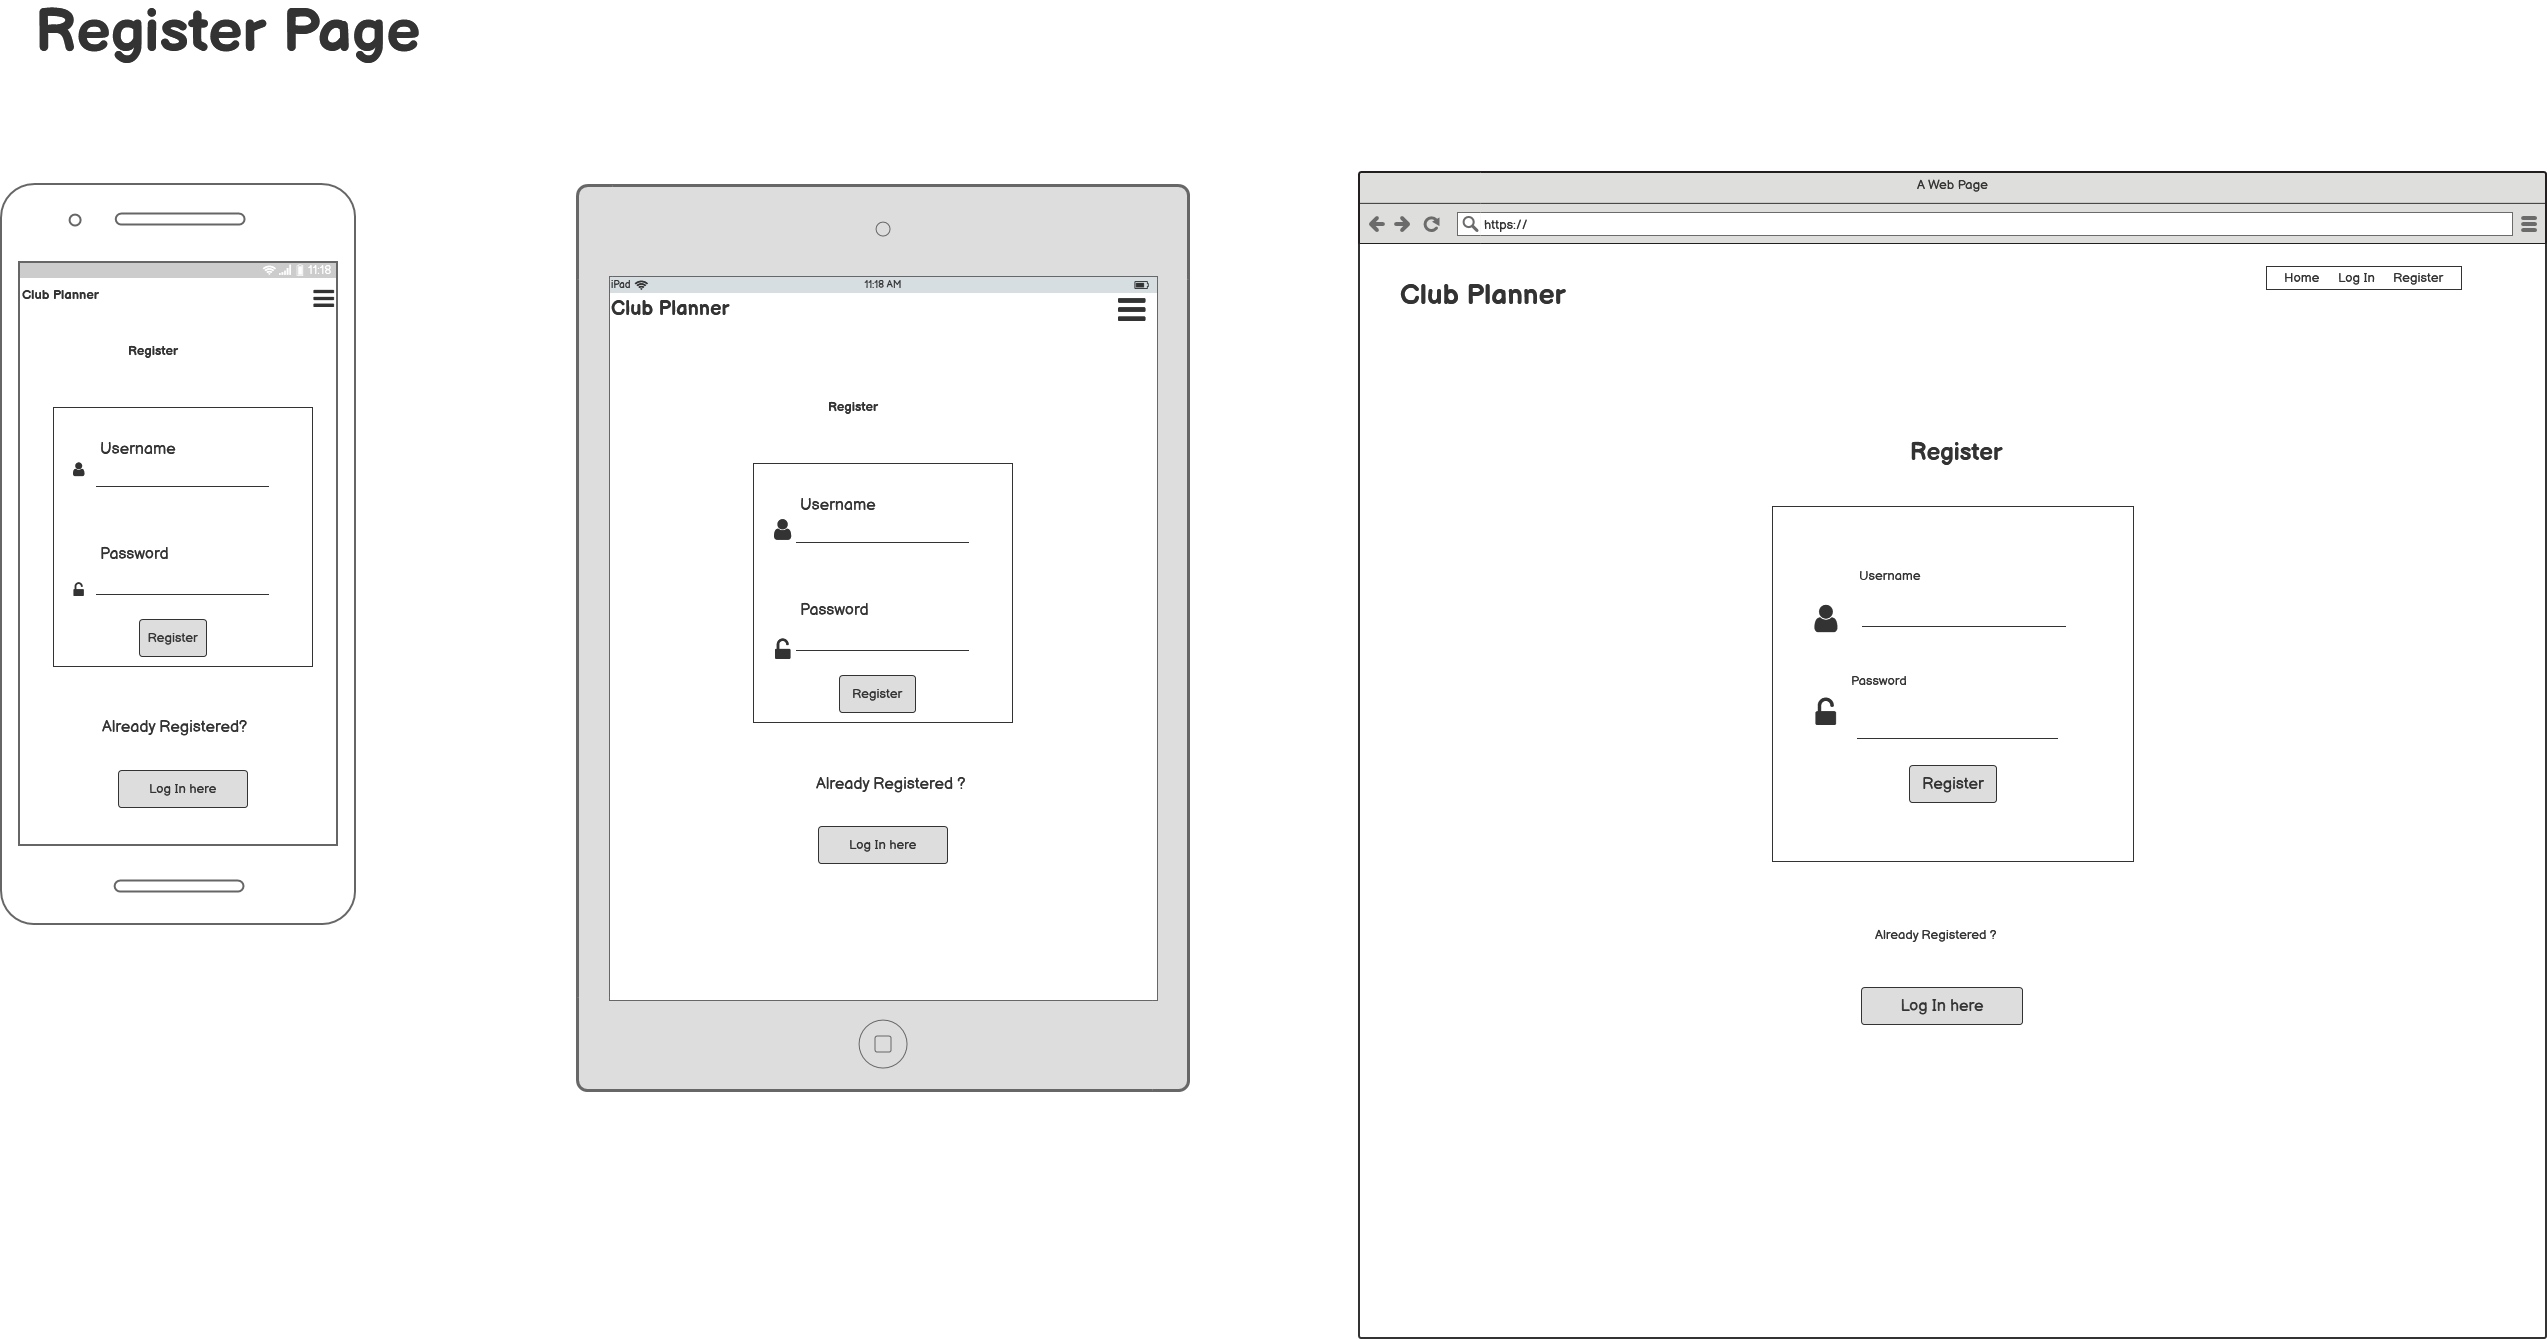 Register Page
11:18
Club Planner
Register
Username
Password
Register
Already Registered?
Log In here
iPad
11:18 AM
Club Planner
Register
Username
Password
Register
Already Registered ?
Log In here
A Web Page
https://
Home Log In Register
Club Planner
Register
Username
Password
Register
Already Registered ?
Log In here